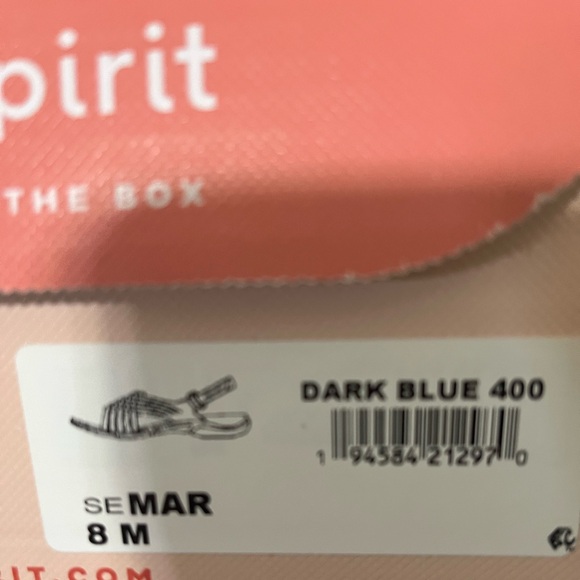 pirit
THE BOX
DARK BLUE 400
1 94584 21297 0
SEMAR
8 M
IT.COM